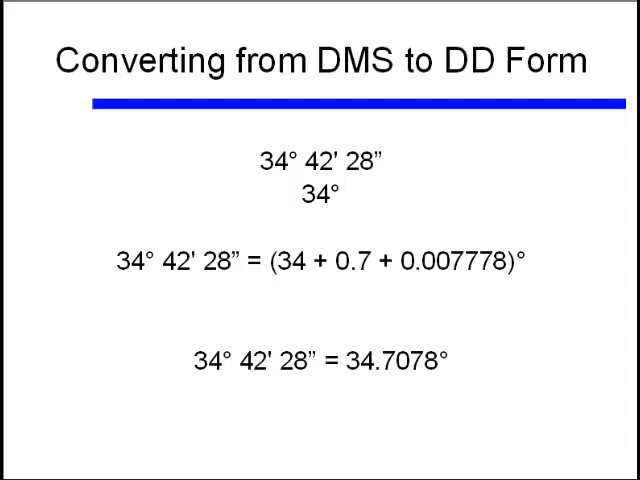 Converting from DMS to DD Form
34° 42' 28”
34°
34° 42' 28” = (34 + 0.7 + 0.007778)°
34° 42' 28” = 34.7078°